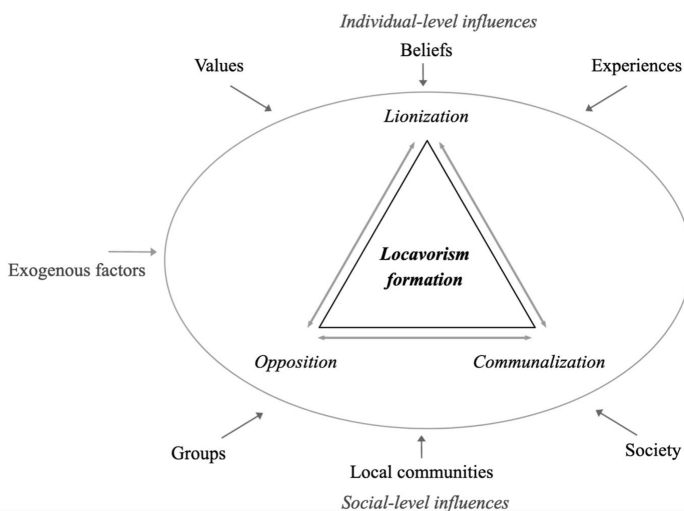 Individual-level influences
Beliefs
Values
Experiences
Lionization
Locavorism
formation
Exogenous factors
Opposition
Communalization
Groups
Local communities
Society
Social-level influences